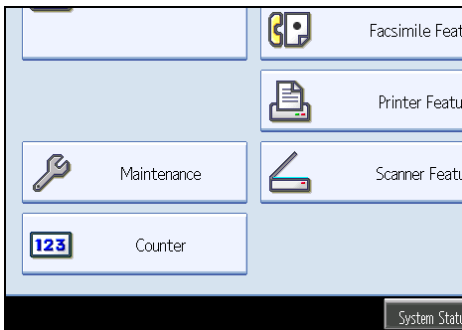 Facsimile Feat
Printer Featu
Maintenance
Scanner Featu
123
Counter
System Statu